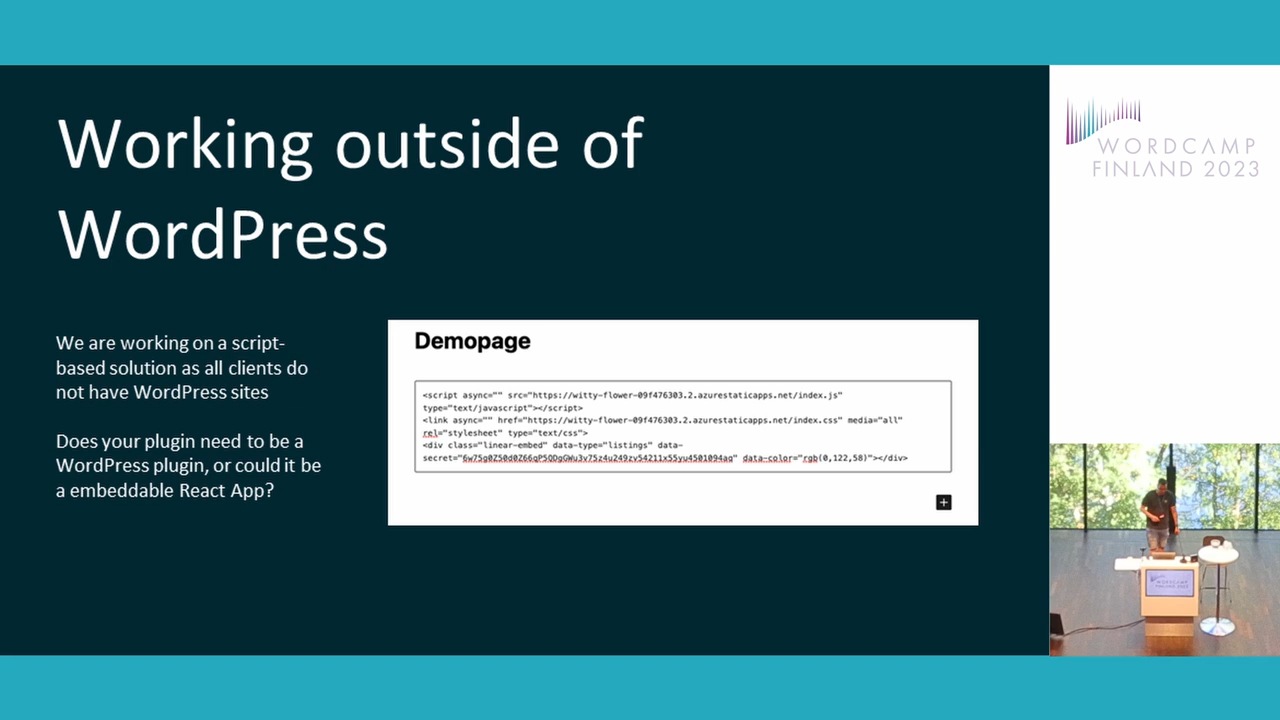 Working outside of
WordPress
We are working on a script-
based solution as all clients do
not have WordPress sites
Does your plugin need to be a
WordPress plugin, or could it be
a embeddable React App?
Demopage
<script async="" src="https://witty-flower-09f476303.2.azurestaticapps.net/index.js"
type="text/javascript"></script>
<link async="" href="https://witty-flower-09f476303.2.azurestaticapps.net/index.css" media="all"
rel="stylesheet" type="text/css">
<div class="linear-embed" data-type="listings" data-
data-color="rgb(0,122,58)"></div>
WORDCAMP
FINLAND 2023
WORDCAMP
FINLAND 2023